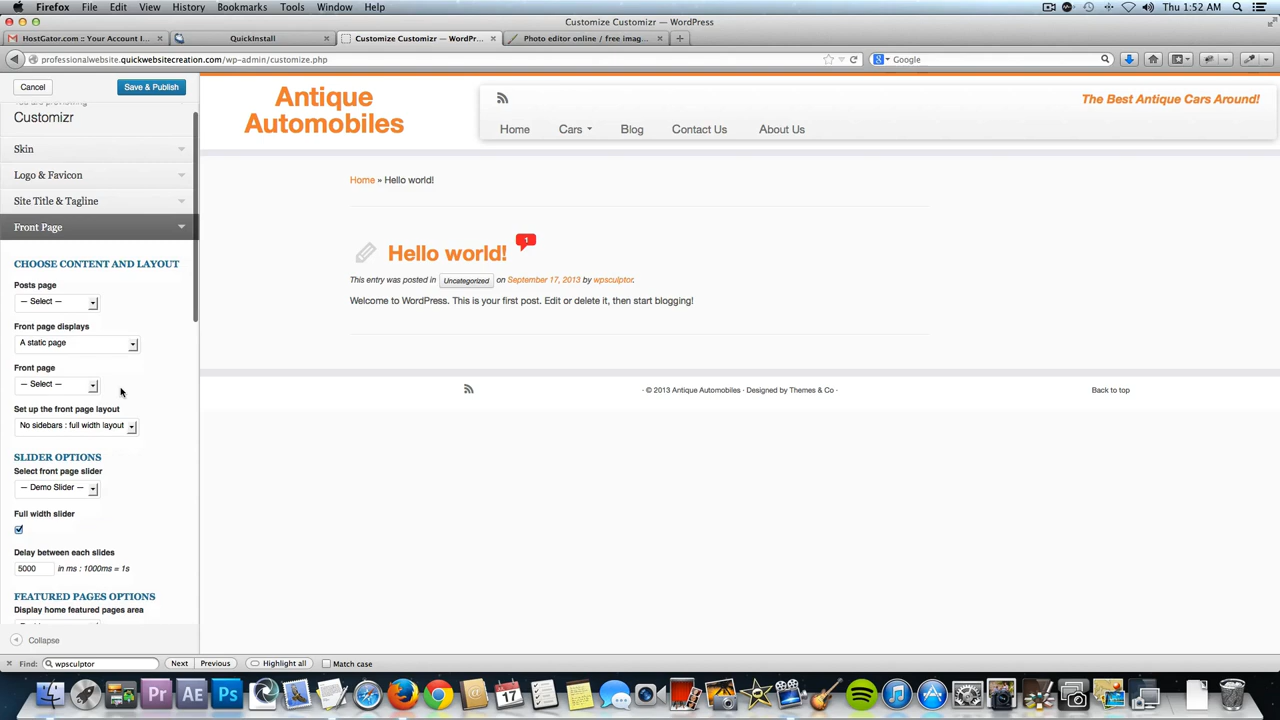 Firefox File Edit View History Bookmarks Tools Window Help Thu 1:52 AM
Customize Customizr — WordPress
HostGator.com :: Your Account I... QuickInstall Customize Customizr — WordPr... Photo editor online / free imag...
professionalwebsite.quickwebsitecreation.com/wp-admin/customize.php Google
Cancel Save & Publish
Customizr
Skin
Logo & Favicon
Site Title & Tagline
Front Page
CHOOSE CONTENT AND LAYOUT
Posts page
— Select —
Front page displays
A static page
Front page
— Select —
Set up the front page layout
No sidebars : full width layout
SLIDER OPTIONS
Select front page slider
— Demo Slider —
Full width slider
Delay between each slides
5000 in ms : 1000ms = 1s
FEATURED PAGES OPTIONS
Display home featured pages area
Collapse
Antique
Automobiles
The Best Antique Cars Around!
Home Cars Blog Contact Us About Us
Home » Hello world!
Hello world! 1
This entry was posted in Uncategorized on September 17, 2013 by wpsculptor.
Welcome to WordPress. This is your first post. Edit or delete it, then start blogging!
· © 2013 Antique Automobiles · Designed by Themes & Co · Back to top
Find: wpsculptor Next Previous Highlight all Match case
Pr Ae Ps 17